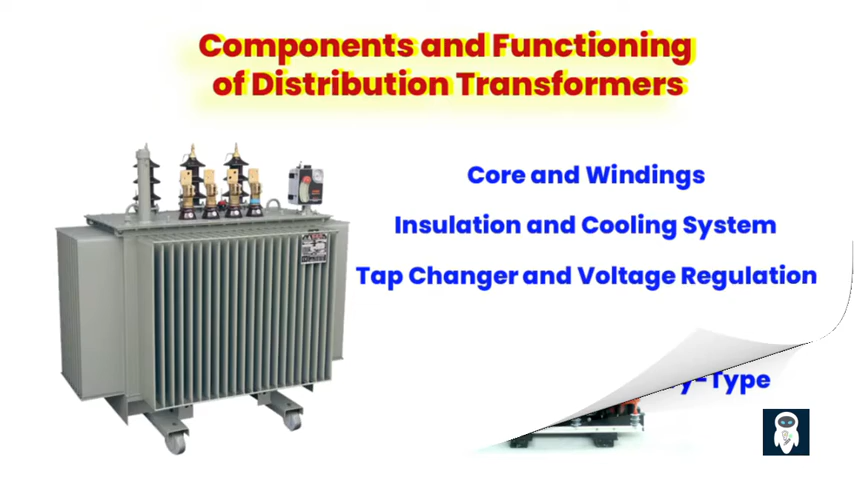 Components and Functioning
of Distribution Transformers
Core and Windings
Insulation and Cooling System
Tap Changer and Voltage Regulation